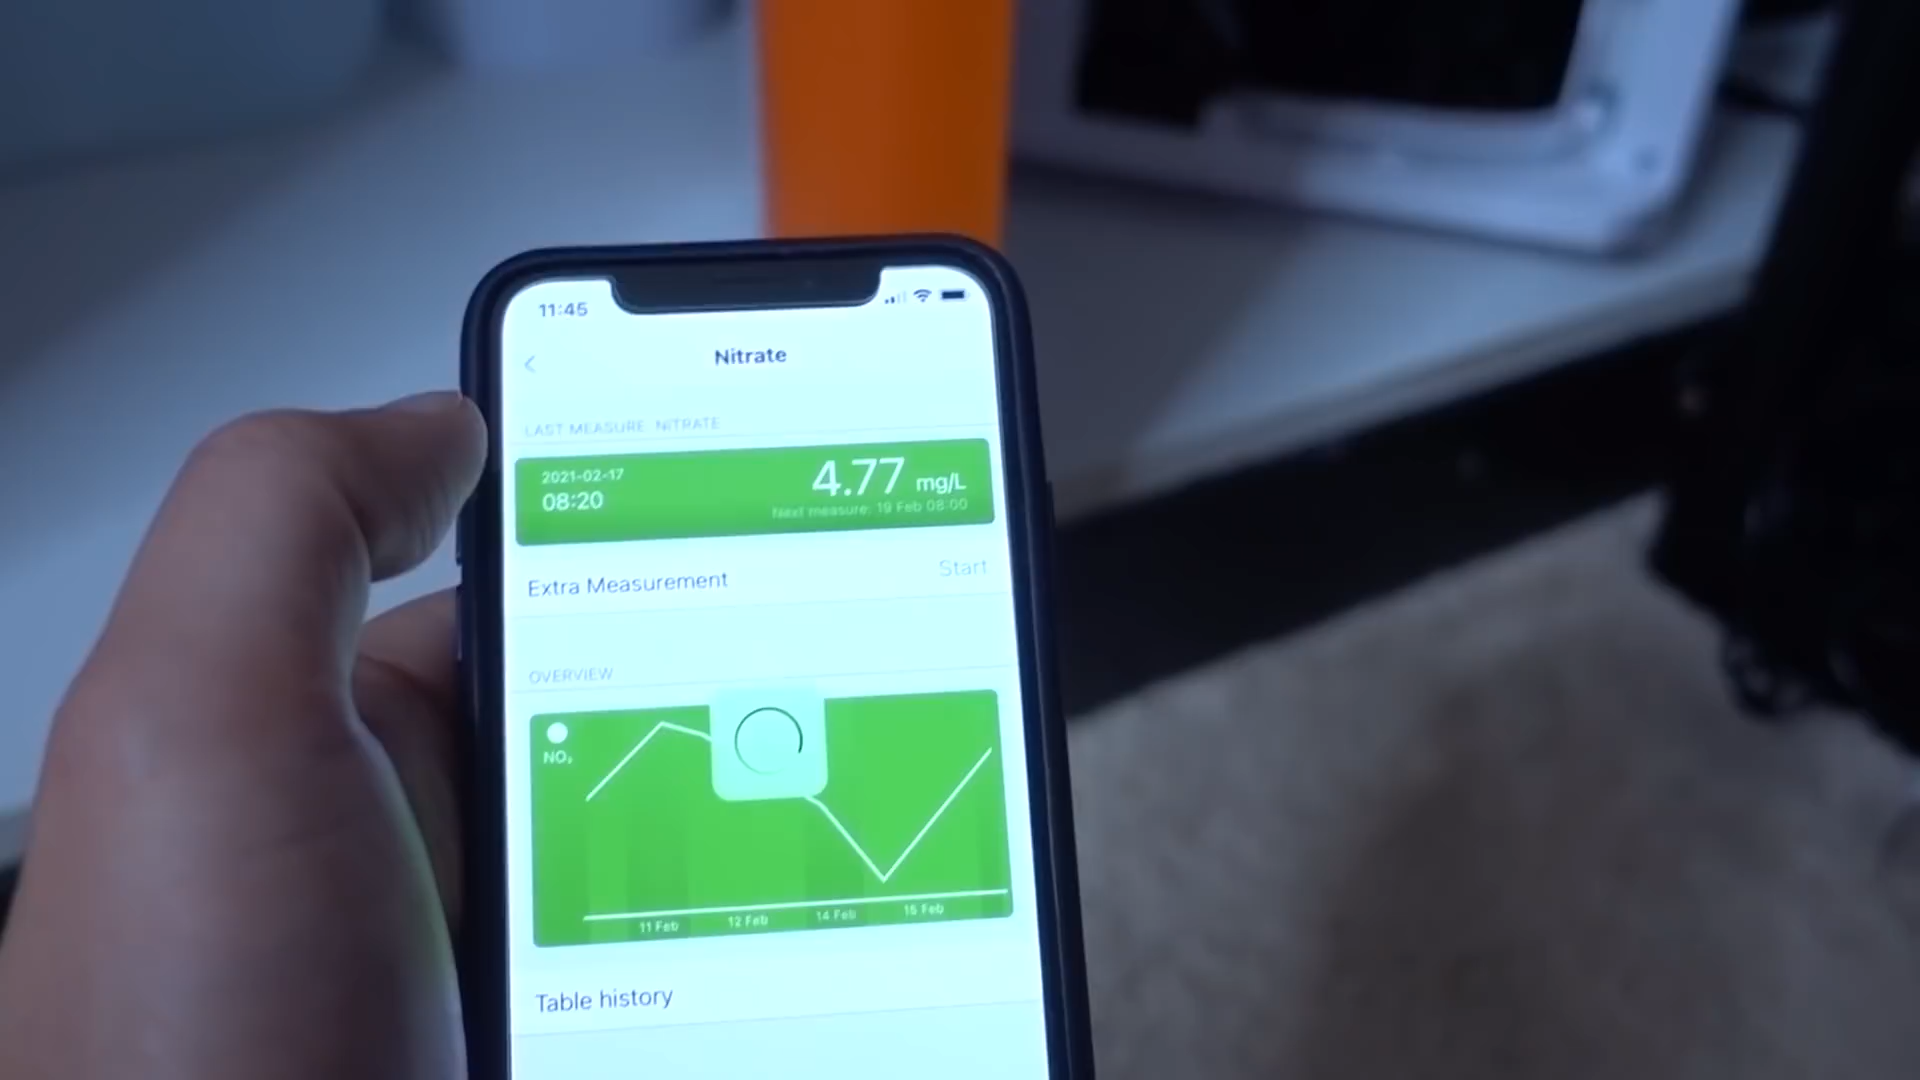 11:45
Nitrate
LAST MEASURE: NITRATE
2021-02-17
4.77 mg/L
08:20
Next measure: 19 Feb 08:00
Extra Measurement
Start
OVERVIEW
NO₃
11 Feb
12 Feb
14 Feb
15 Feb
Table history